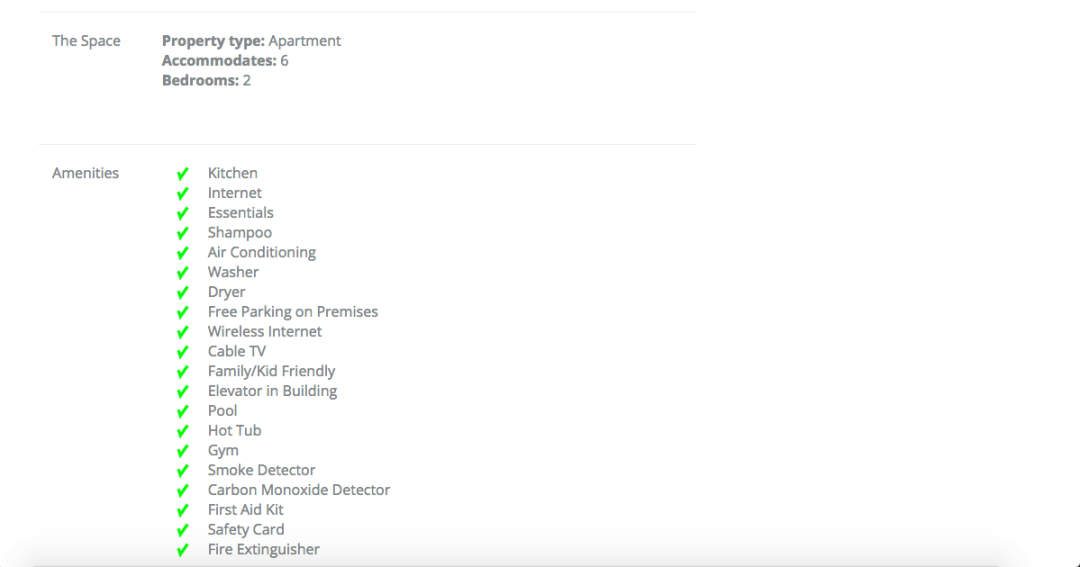 The Space
Property type: Apartment
Accommodates: 6
Bedrooms: 2
Amenities
Kitchen
Internet
Essentials
Shampoo
Air Conditioning
Washer
Dryer
Free Parking on Premises
Wireless Internet
Cable TV
Family/Kid Friendly
Elevator in Building
Pool
Hot Tub
Gym
Smoke Detector
Carbon Monoxide Detector
First Aid Kit
Safety Card
Fire Extinguisher